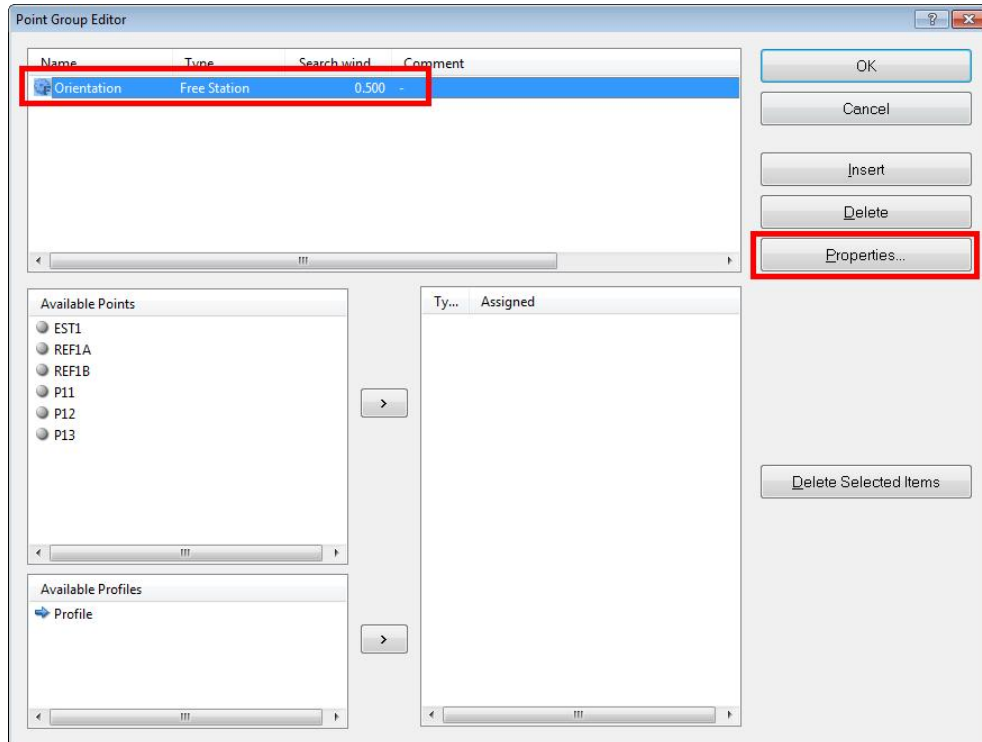 Point Group Editor
Name Type Search wind... Comment
Orientation Free Station 0.500 -
OK
Cancel
Insert
Delete
Properties...
Available Points
EST1
REF1A
REF1B
P11
P12
P13
>
Ty... Assigned
Delete Selected Items
Available Profiles
Profile
>